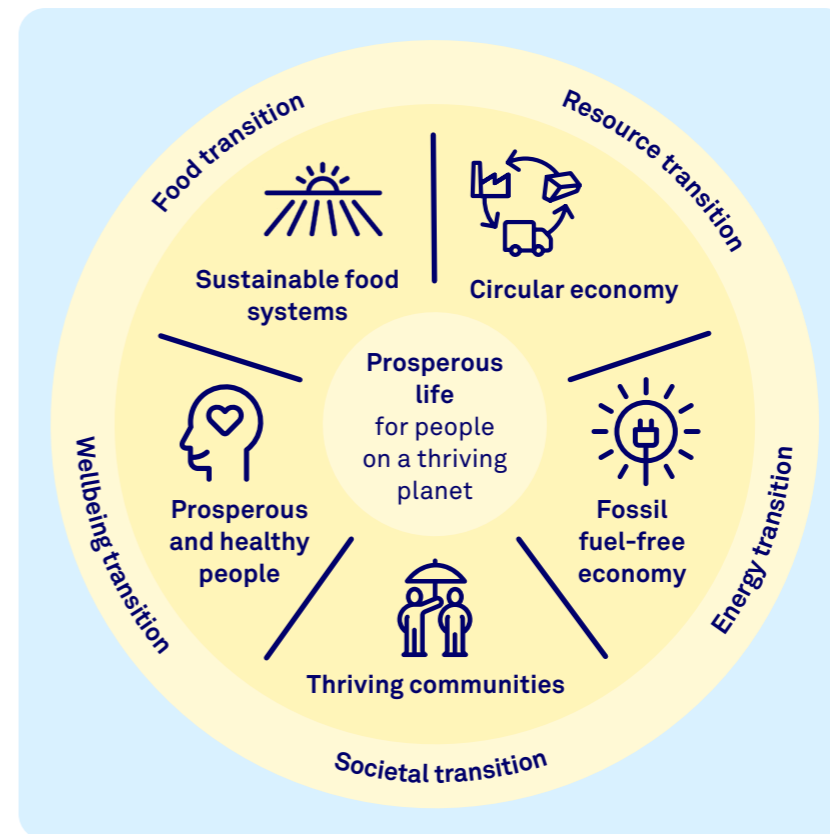 Food transition
Resource transition
Sustainable food
systems
Circular economy
Prosperous
life
for people
on a thriving
planet
Prosperous
and healthy
people
Fossil
fuel-free
economy
Wellbeing transition
Energy transition
Thriving communities
Societal transition